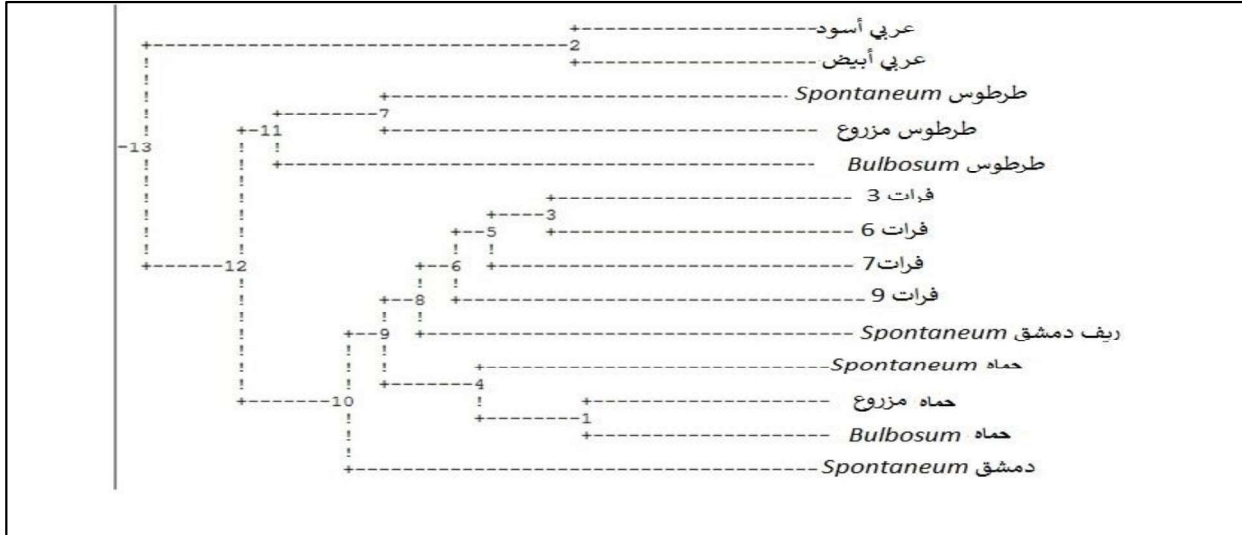 عربي أسود
2
عربي أبيض
طرطوس Spontaneum
7
طرطوس مزروع
11
13
طرطوس Bulbosum
فرات 3
3
5
فرات 6
12
6
فرات7
8
فرات 9
9
ريف دمشق Spontaneum
حماه Spontaneum
4
10
حماه مزروع
1
حماه Bulbosum
دمشق Spontaneum